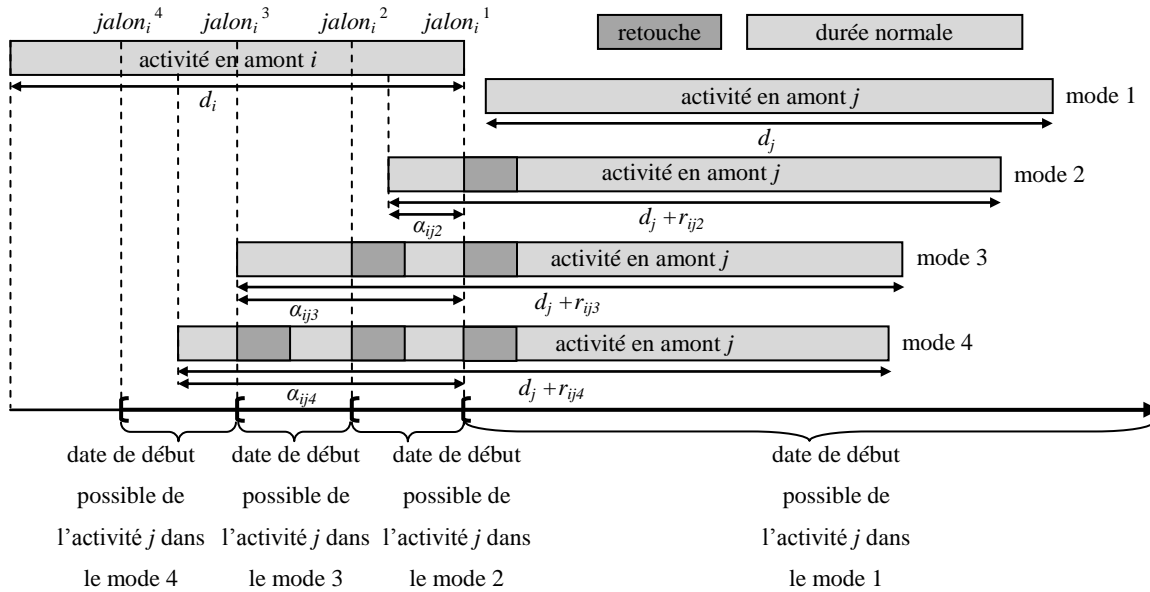 jalon_i^4 jalon_i^3 jalon_i^2 jalon_i^1
retouche durée normale
activité en amont i
d_i
activité en amont j mode 1
d_j
activité en amont j mode 2
α_ij2 d_j + r_ij2
activité en amont j mode 3
α_ij3 d_j + r_ij3
activité en amont j mode 4
α_ij4 d_j + r_ij4
date de début
possible de
l'activité j dans
le mode 4
date de début
possible de
l'activité j dans
le mode 3
date de début
possible de
l'activité j dans
le mode 2
date de début
possible de
l'activité j dans
le mode 1